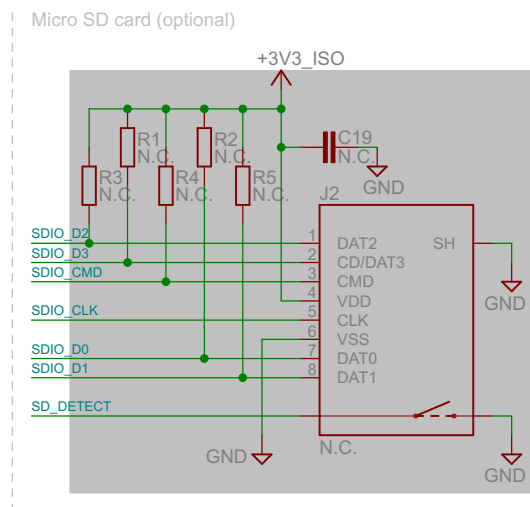 Micro SD card (optional)
+3V3_ISO
R1
N.C.
R2
N.C.
C19
N.C.
R3
N.C.
R4
N.C.
R5
N.C.
GND
J2
SDIO_D2
1
DAT2
SH
SDIO_D3
2
CD/DAT3
SDIO_CMD
3
CMD
4
VDD
GND
SDIO_CLK
5
CLK
6
VSS
SDIO_D0
7
DAT0
SDIO_D1
8
DAT1
SD_DETECT
N.C.
GND
GND